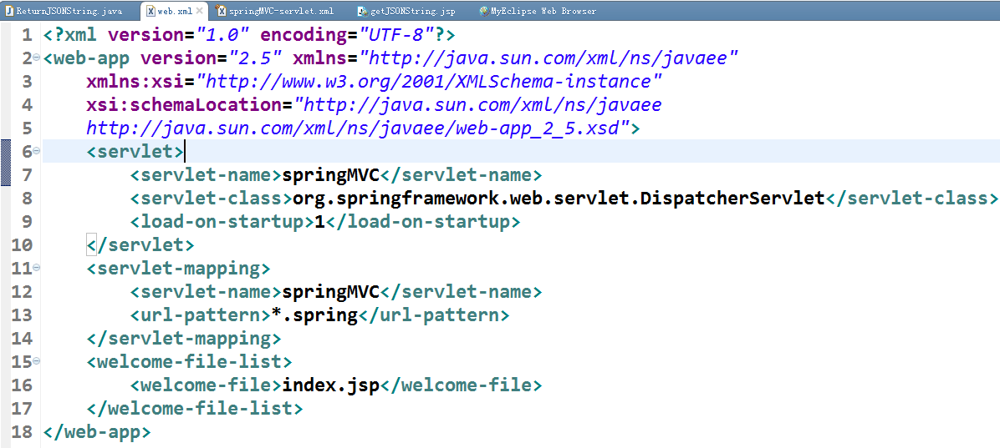 ReturnJSONString.java web.xml springMVC-servlet.xml getJSONString.jsp MyEclipse Web Browser
1 <?xml version="1.0" encoding="UTF-8"?>
2 <web-app version="2.5" xmlns="http://java.sun.com/xml/ns/javaee"
3 xmlns:xsi="http://www.w3.org/2001/XMLSchema-instance"
4 xsi:schemaLocation="http://java.sun.com/xml/ns/javaee
5 http://java.sun.com/xml/ns/javaee/web-app_2_5.xsd">
6 <servlet>
7 <servlet-name>springMVC</servlet-name>
8 <servlet-class>org.springframework.web.servlet.DispatcherServlet</servlet-class>
9 <load-on-startup>1</load-on-startup>
10 </servlet>
11 <servlet-mapping>
12 <servlet-name>springMVC</servlet-name>
13 <url-pattern>*.spring</url-pattern>
14 </servlet-mapping>
15 <welcome-file-list>
16 <welcome-file>index.jsp</welcome-file>
17 </welcome-file-list>
18 </web-app>